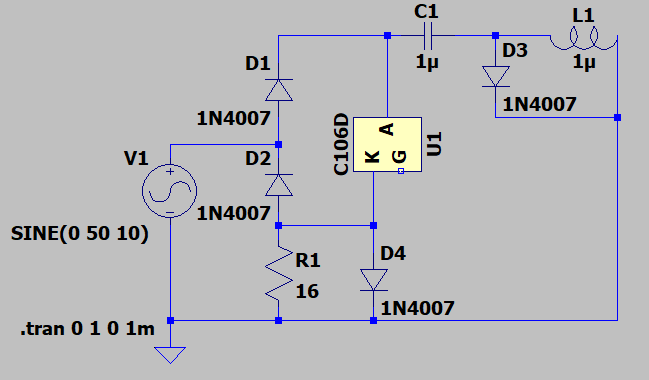 C1
L1
1µ
D3
1µ
D1
1N4007
1N4007
C106D
A
K
G
U1
V1
+
D2
1N4007
SINE(0 50 10)
R1
16
D4
1N4007
.tran 0 1 0 1m